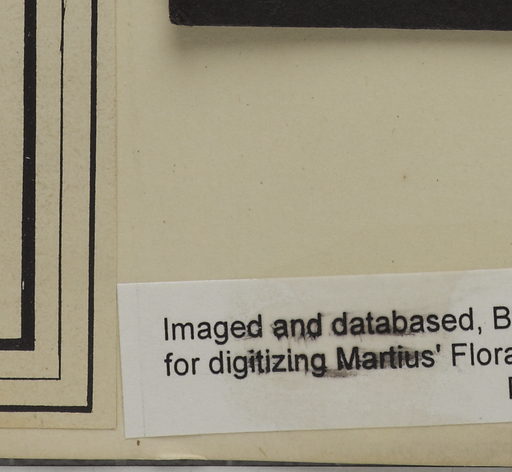 Imaged and databased, B
for digitizing Martius' Flora